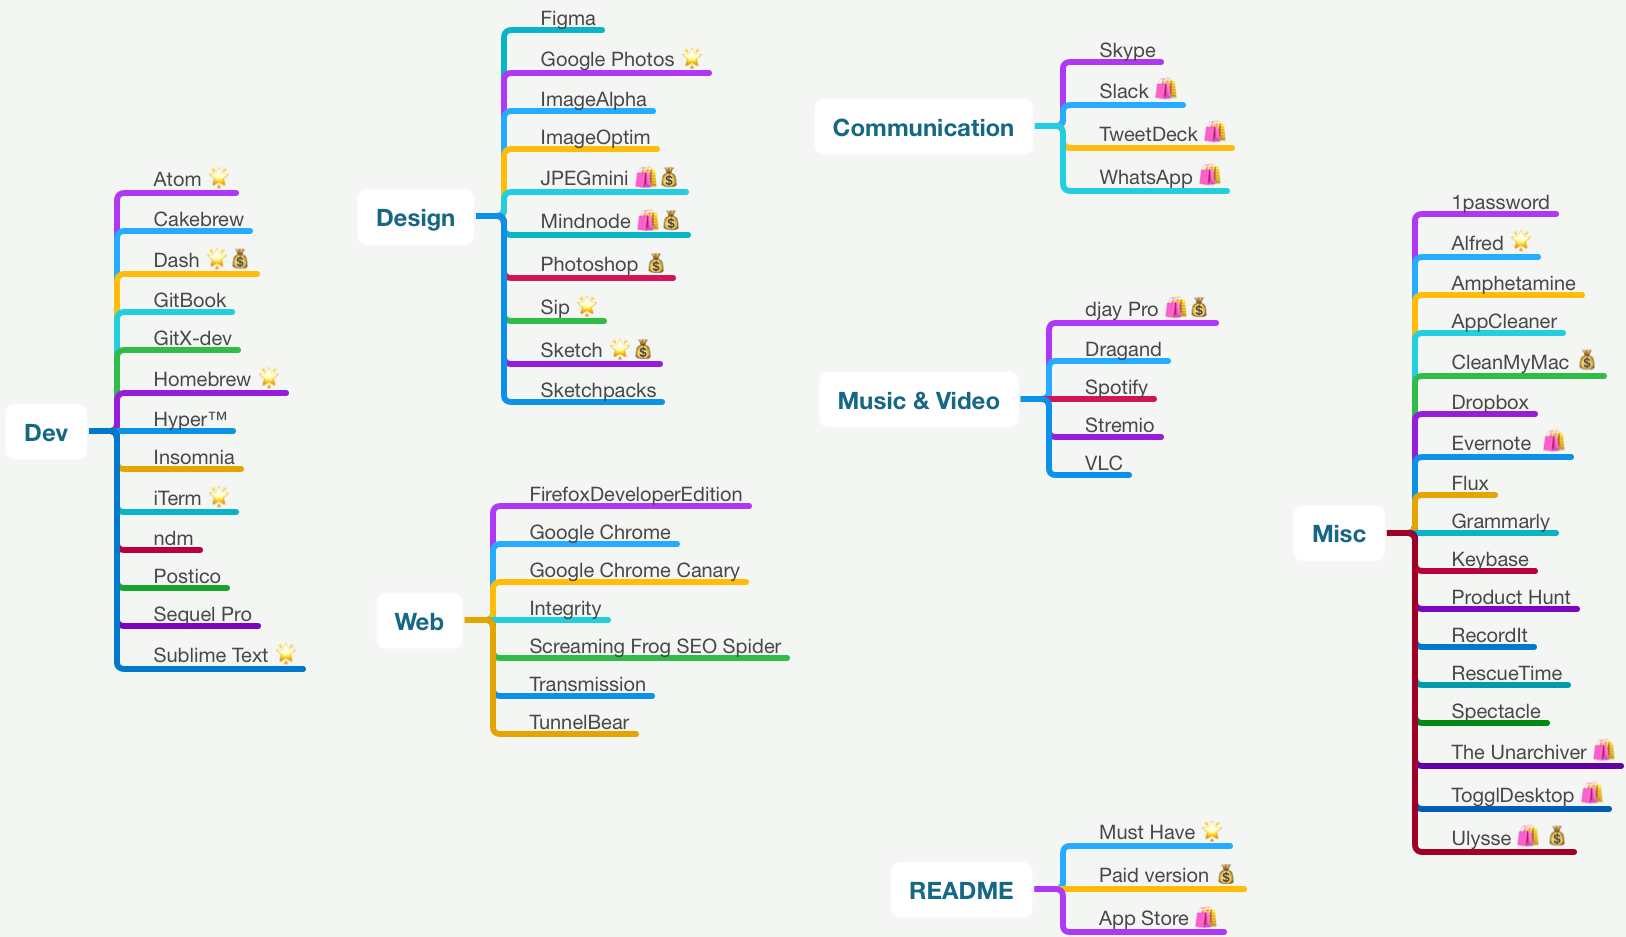 Dev
Atom 🌟
Cakebrew
Dash 🌟💰
GitBook
GitX-dev
Homebrew 🌟
Hyper™
Insomnia
iTerm 🌟
ndm
Postico
Sequel Pro
Sublime Text 🌟
Design
Figma
Google Photos 🌟
ImageAlpha
ImageOptim
JPEGmini 🛍💰
Mindnode 🛍💰
Photoshop 💰
Sip 🌟
Sketch 🌟💰
Sketchpacks
Web
FirefoxDeveloperEdition
Google Chrome
Google Chrome Canary
Integrity
Screaming Frog SEO Spider
Transmission
TunnelBear
Communication
Skype
Slack 🛍
TweetDeck 🛍
WhatsApp 🛍
Music & Video
djay Pro 🛍💰
Dragand
Spotify
Stremio
VLC
README
Must Have 🌟
Paid version 💰
App Store 🛍
Misc
1password
Alfred 🌟
Amphetamine
AppCleaner
CleanMyMac 💰
Dropbox
Evernote 🛍
Flux
Grammarly
Keybase
Product Hunt
RecordIt
RescueTime
Spectacle
The Unarchiver 🛍
TogglDesktop 🛍
Ulysse 🛍 💰